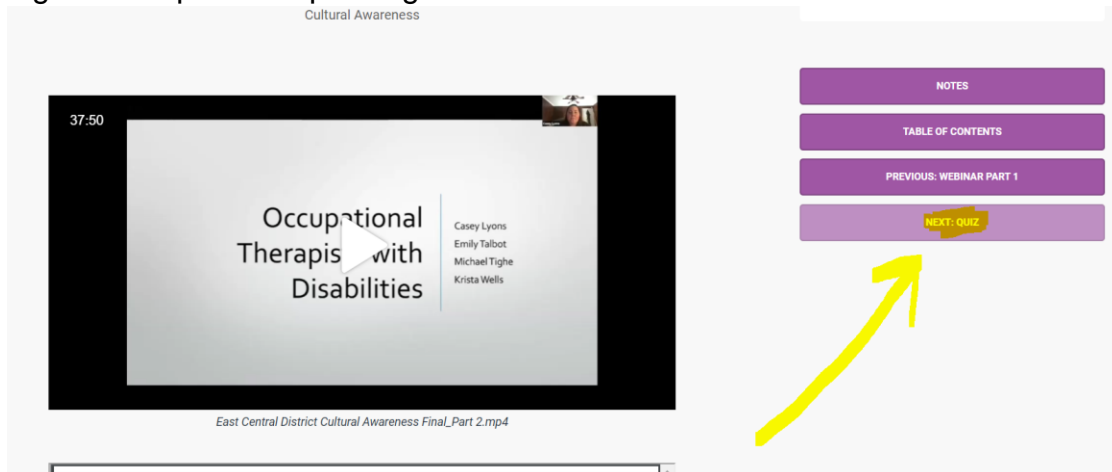 Cultural Awareness
37:50
Occupational
Therapist with
Disabilities
Casey Lyons
Emily Talbot
Michael Tighe
Krista Wells
East Central District Cultural Awareness Final_Part 2.mp4
NOTES
TABLE OF CONTENTS
PREVIOUS: WEBINAR PART 1
NEXT: QUIZ